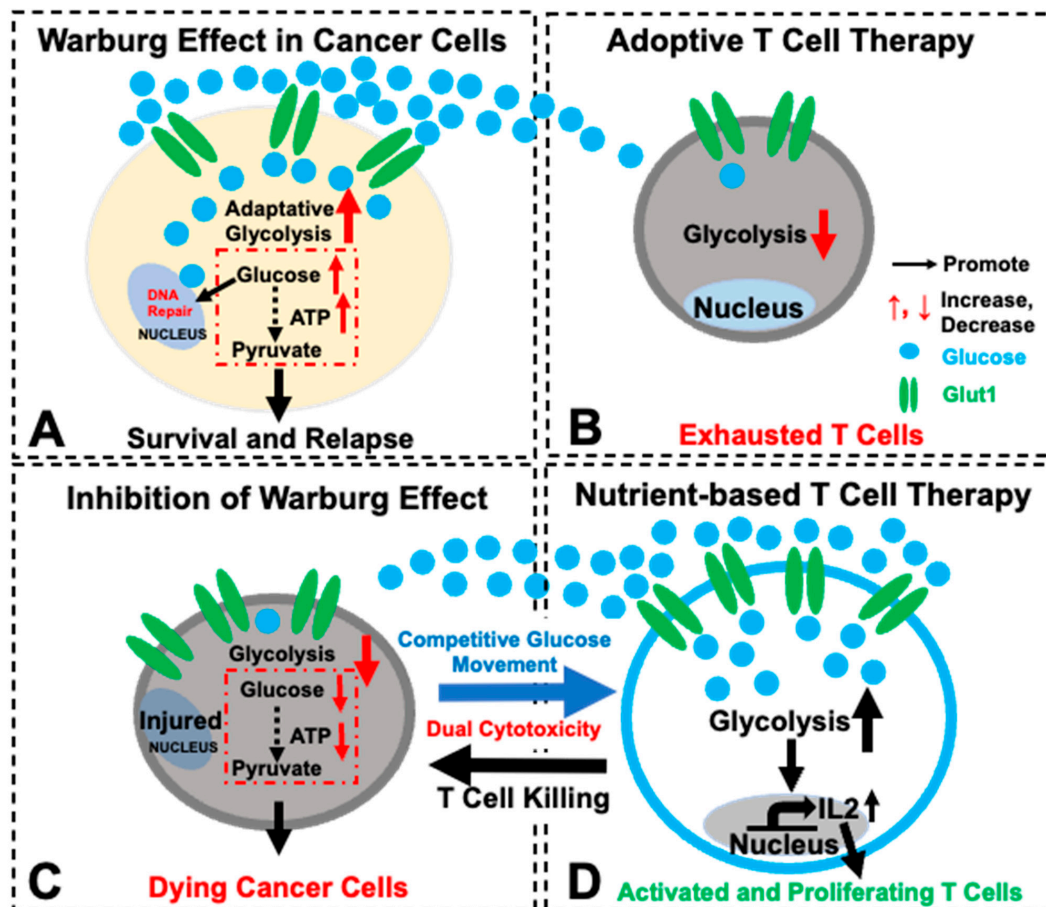 Warburg Effect in Cancer Cells
Adaptative
Glycolysis
Glucose
DNA
Repair
NUCLEUS
ATP
Pyruvate
A
Survival and Relapse
Adoptive T Cell Therapy
Glycolysis
Nucleus
Promote
↑, ↓ Increase,
Decrease
Glucose
Glut1
B
Exhausted T Cells
Inhibition of Warburg Effect
Glycolysis
Glucose
Injured
NUCLEUS
ATP
Pyruvate
C
Dying Cancer Cells
Competitive Glucose
Movement
Dual Cytotoxicity
T Cell Killing
Nutrient-based T Cell Therapy
Glycolysis
IL2
Nucleus
D
Activated and Proliferating T Cells